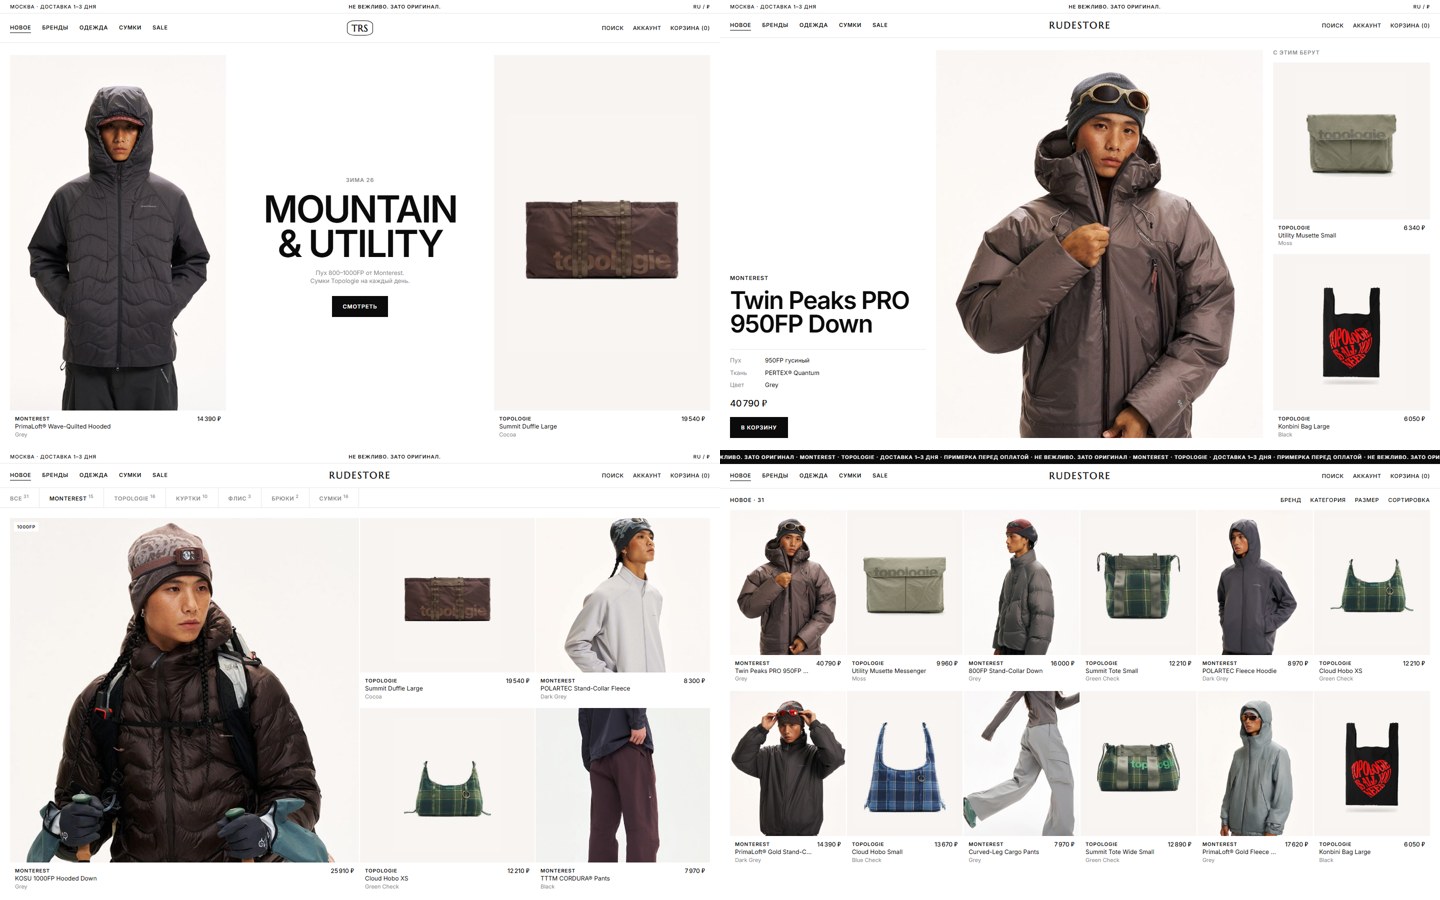 МОСКВА · ДОСТАВКА 1–3 ДНЯ
НЕ ВЕЖЛИВО. ЗАТО ОРИГИНАЛ.
RU / ₽
НОВОЕ БРЕНДЫ ОДЕЖДА СУМКИ SALE
TRS
ПОИСК АККАУНТ КОРЗИНА (0)
ЗИМА 26
MOUNTAIN
& UTILITY
Пух 800–1000FP от Monterest.
Сумки Topologie на каждый день.
СМОТРЕТЬ
topologie
MONTEREST 14 390 ₽
PrimaLoft® Wave-Quilted Hooded
Grey
TOPOLOGIE 19 540 ₽
Summit Duffle Large
Cocoa
МОСКВА · ДОСТАВКА 1–3 ДНЯ
НЕ ВЕЖЛИВО. ЗАТО ОРИГИНАЛ.
RU / ₽
НОВОЕ БРЕНДЫ ОДЕЖДА СУМКИ SALE
RUDESTORE
ПОИСК АККАУНТ КОРЗИНА (0)
MONTEREST
Twin Peaks PRO
950FP Down
Пух 950FP гусиный
Ткань PERTEX® Quantum
Цвет Grey
40 790 ₽
В КОРЗИНУ
С ЭТИМ БЕРУТ
topologie
TOPOLOGIE 6 340 ₽
Utility Musette Small
Moss
TOPOLOGIE 6 050 ₽
Konbini Bag Large
Black
МОСКВА · ДОСТАВКА 1–3 ДНЯ
НЕ ВЕЖЛИВО. ЗАТО ОРИГИНАЛ.
RU / ₽
НОВОЕ БРЕНДЫ ОДЕЖДА СУМКИ SALE
RUDESTORE
ПОИСК АККАУНТ КОРЗИНА (0)
ВСЕ 31 MONTEREST 15 TOPOLOGIE 16 КУРТКИ 10 ФЛИС 3 БРЮКИ 2 СУМКИ 16
1000FP
topologie
MONTEREST 25 910 ₽
KOSU 1000FP Hooded Down
Grey
TOPOLOGIE 19 540 ₽
Summit Duffle Large
Cocoa
MONTEREST 8 300 ₽
POLARTEC Stand-Collar Fleece
Dark Grey
TOPOLOGIE 12 210 ₽
Cloud Hobo XS
Green Check
MONTEREST 7 970 ₽
TTTM CORDURA® Pants
Black
ЖЛИВО. ЗАТО ОРИГИНАЛ · MONTEREST · TOPOLOGIE · ДОСТАВКА 1–3 ДНЯ · ПРИМЕРКА ПЕРЕД ОПЛАТОЙ · НЕ ВЕЖЛИВО. ЗАТО ОРИГИНАЛ · MONTEREST · TOPOLOGIE · ДОСТАВКА 1–3 ДНЯ · ПРИМЕРКА ПЕРЕД ОПЛАТОЙ · НЕ ВЕЖЛИВО. ЗАТО ОРИ
НОВОЕ БРЕНДЫ ОДЕЖДА СУМКИ SALE
RUDESTORE
ПОИСК АККАУНТ КОРЗИНА (0)
НОВОЕ · 31
БРЕНД КАТЕГОРИЯ РАЗМЕР СОРТИРОВКА
topologie
MONTEREST 40 790 ₽
Twin Peaks PRO 950FP ...
Grey
TOPOLOGIE 9 960 ₽
Utility Musette Messenger
Moss
MONTEREST 16 000 ₽
800FP Stand-Collar Down
Grey
TOPOLOGIE 12 210 ₽
Summit Tote Small
Green Check
MONTEREST 8 970 ₽
POLARTEC Fleece Hoodie
Dark Grey
TOPOLOGIE 12 210 ₽
Cloud Hobo XS
Green Check
MONTEREST 14 390 ₽
PrimaLoft® Gold Stand-C...
Dark Grey
TOPOLOGIE 13 670 ₽
Cloud Hobo Small
Blue Check
MONTEREST 7 970 ₽
Curved-Leg Cargo Pants
Grey
TOPOLOGIE 12 890 ₽
Summit Tote Wide Small
Green Check
MONTEREST 17 620 ₽
PrimaLoft® Gold Fleece ...
Grey
TOPOLOGIE 6 050 ₽
Konbini Bag Large
Black